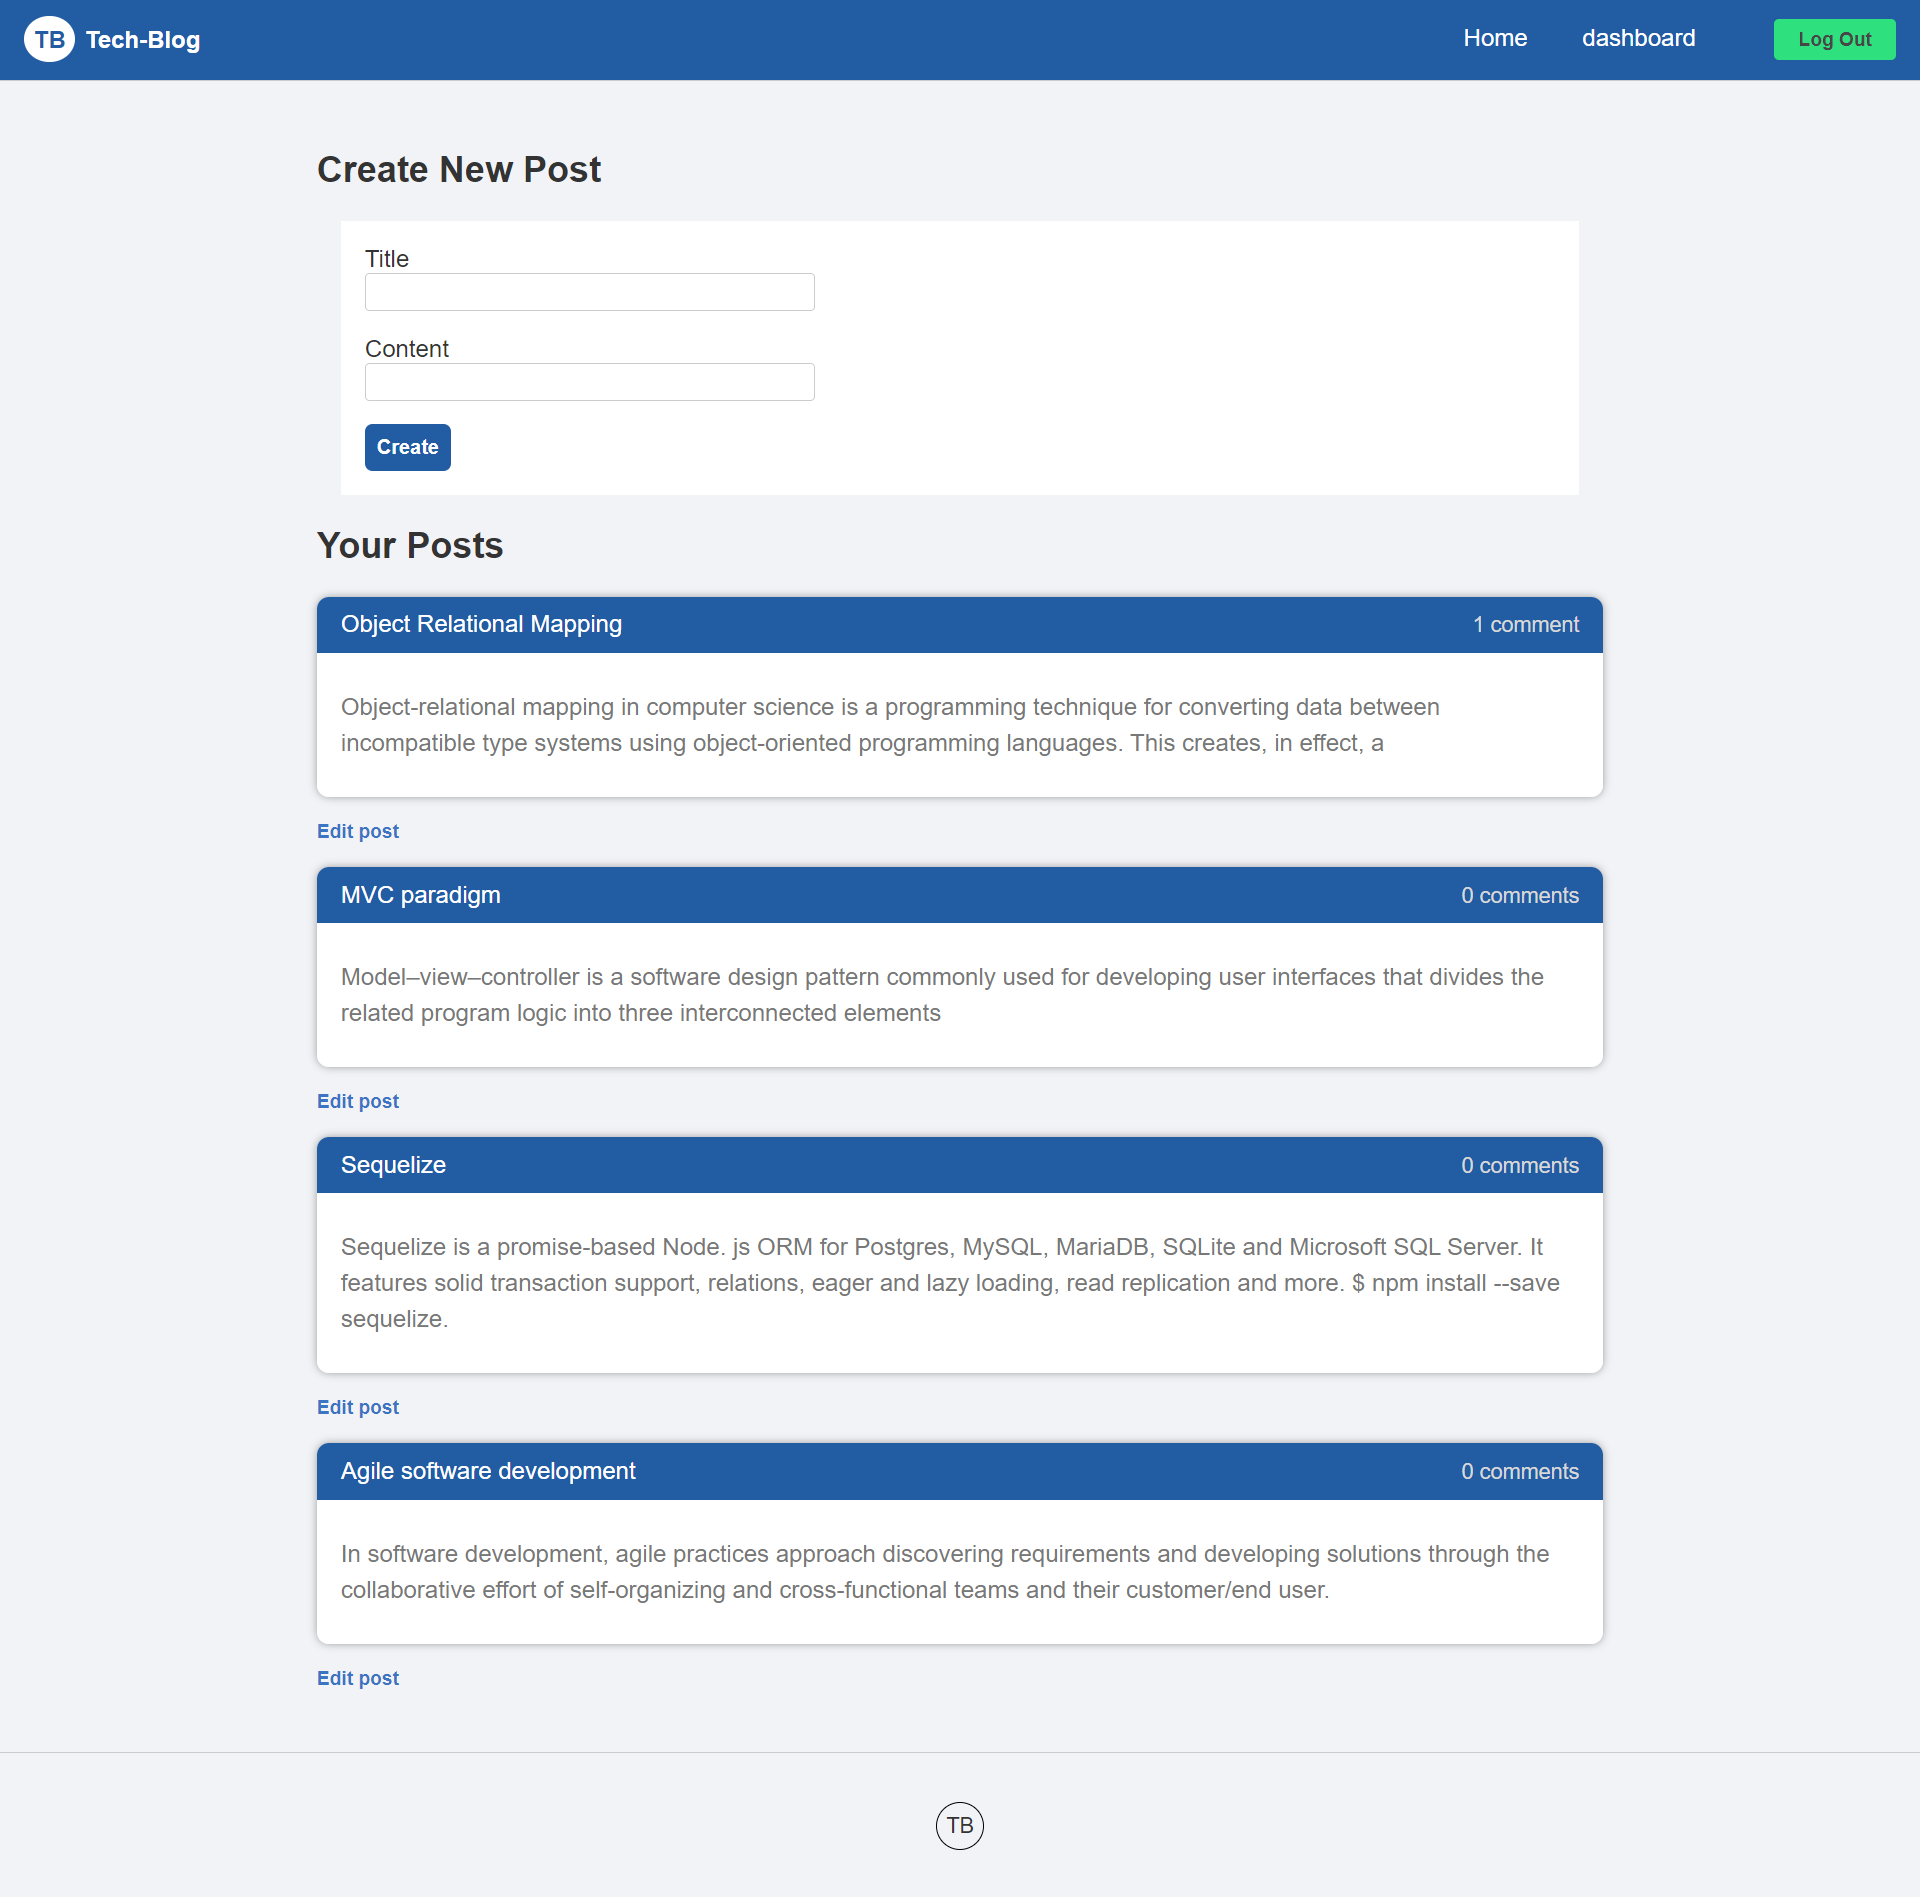 TB Tech-Blog Home dashboard Log Out
Create New Post
Title
Content
Create
Your Posts
Object Relational Mapping 1 comment
Object-relational mapping in computer science is a programming technique for converting data between
incompatible type systems using object-oriented programming languages. This creates, in effect, a
Edit post
MVC paradigm 0 comments
Model–view–controller is a software design pattern commonly used for developing user interfaces that divides the
related program logic into three interconnected elements
Edit post
Sequelize 0 comments
Sequelize is a promise-based Node. js ORM for Postgres, MySQL, MariaDB, SQLite and Microsoft SQL Server. It
features solid transaction support, relations, eager and lazy loading, read replication and more. $ npm install --save
sequelize.
Edit post
Agile software development 0 comments
In software development, agile practices approach discovering requirements and developing solutions through the
collaborative effort of self-organizing and cross-functional teams and their customer/end user.
Edit post
TB